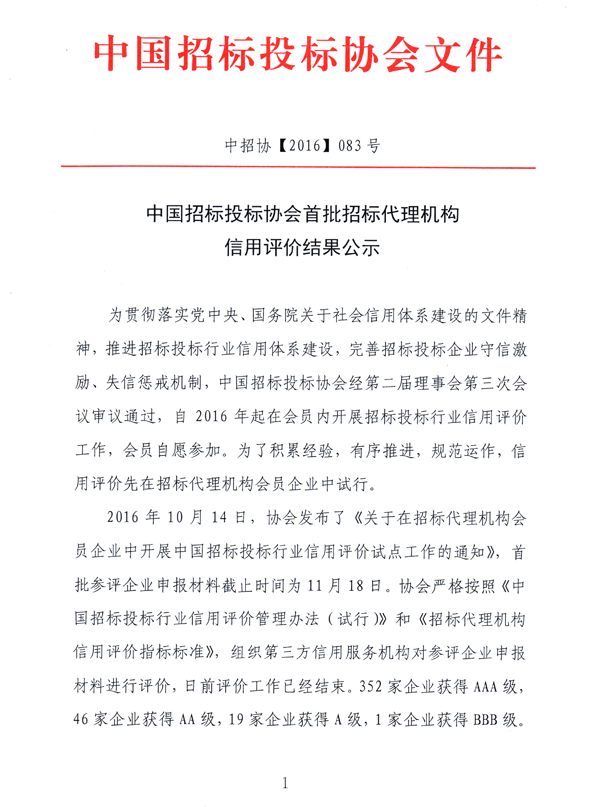 中国招标投标协会文件
中招协【2016】083 号
中国招标投标协会首批招标代理机构
信用评价结果公示
为贯彻落实党中央、国务院关于社会信用体系建设的文件精
神，推进招标投标行业信用体系建设，完善招标投标企业守信激
励、失信惩戒机制，中国招标投标协会经第二届理事会第三次会
议审议通过，自 2016 年起在会员内开展招标投标行业信用评价
工作，会员自愿参加。为了积累经验，有序推进，规范运作，信
用评价先在招标代理机构会员企业中试行。
2016 年 10 月 14 日，协会发布了《关于在招标代理机构会
员企业中开展中国招标投标行业信用评价试点工作的通知》，首
批参评企业申报材料截止时间为 11 月 18 日。协会严格按照《中
国招标投标行业信用评价管理办法（试行）》和《招标代理机构
信用评价指标标准》，组织第三方信用服务机构对参评企业申报
材料进行评价，日前评价工作已经结束。352 家企业获得 AAA 级，
46 家企业获得 AA 级，19 家企业获得 A 级，1 家企业获得 BBB 级。
1